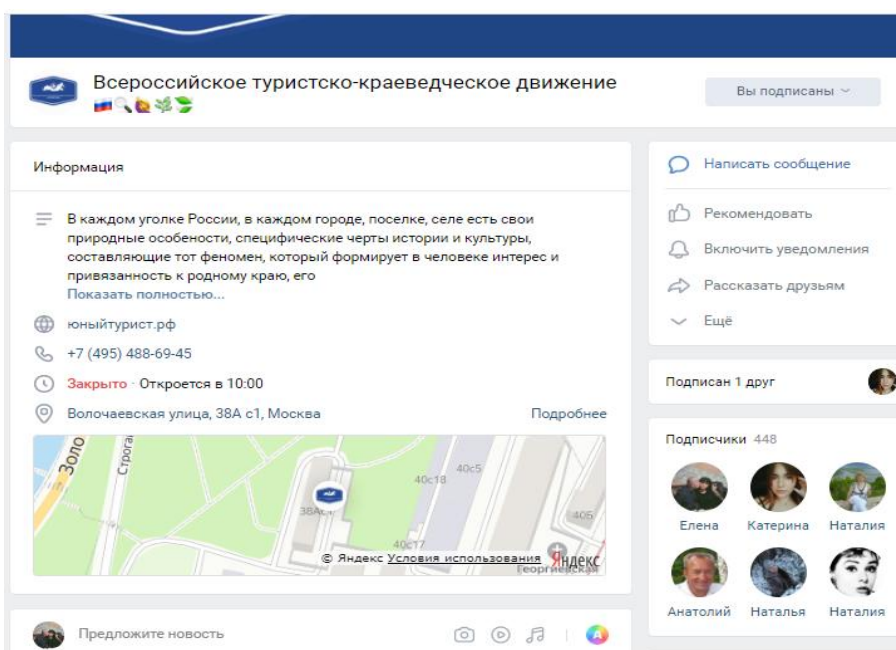 Всероссийское туристско-краеведческое движение
Вы подписаны
Информация
В каждом уголке России, в каждом городе, поселке, селе есть свои
природные особености, специфические черты истории и культуры,
составляющие тот феномен, который формирует в человеке интерес и
привязанность к родному краю, его
Показать полностью...
юныйтурист.рф
+7 (495) 488-69-45
Закрыто · Откроется в 10:00
Волочаевская улица, 38А с1, Москва
Подробнее
Золо
Строга
40с18
40с5
40Б
40с17
© Яндекс Условия использования
Яндекс
Георгиевская
Предложите новость
Написать сообщение
Рекомендовать
Включить уведомления
Рассказать друзьям
Ещё
Подписан 1 друг
Подписчики 448
Елена
Катерина
Наталия
Анатолий
Наталья
Наталия